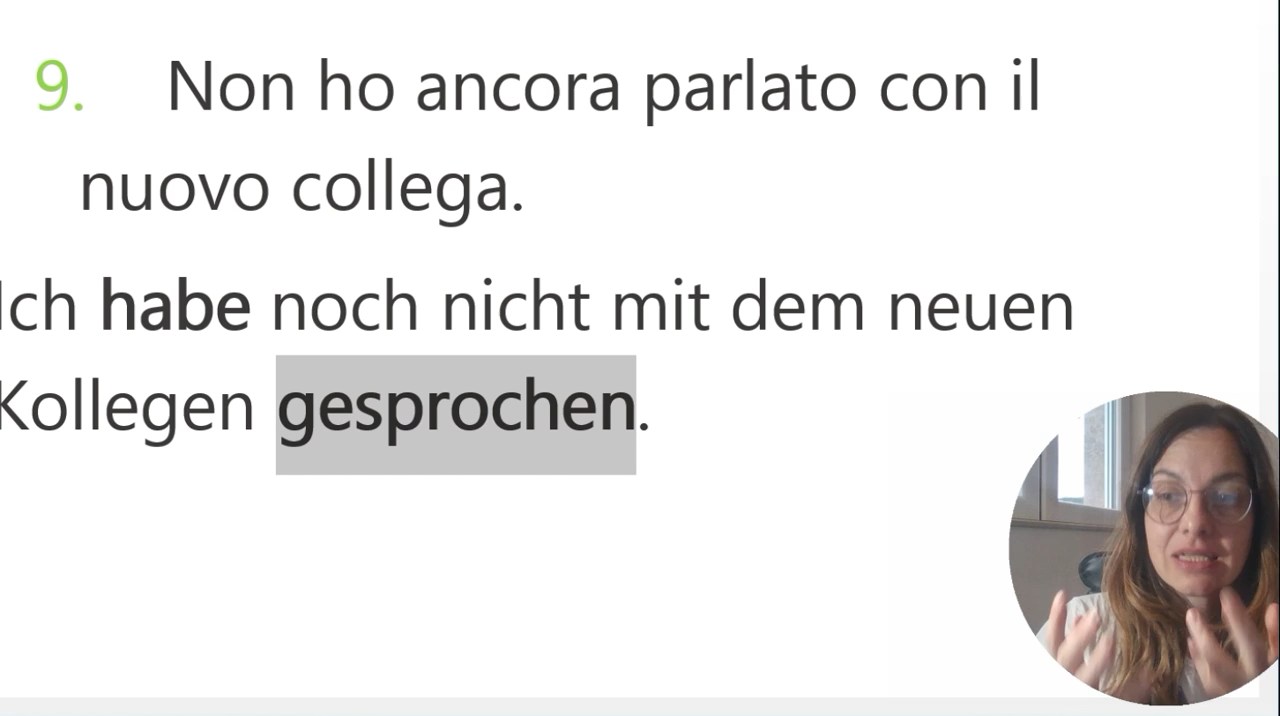 9. Non ho ancora parlato con il
nuovo collega.
Ich habe noch nicht mit dem neuen
Kollegen gesprochen.